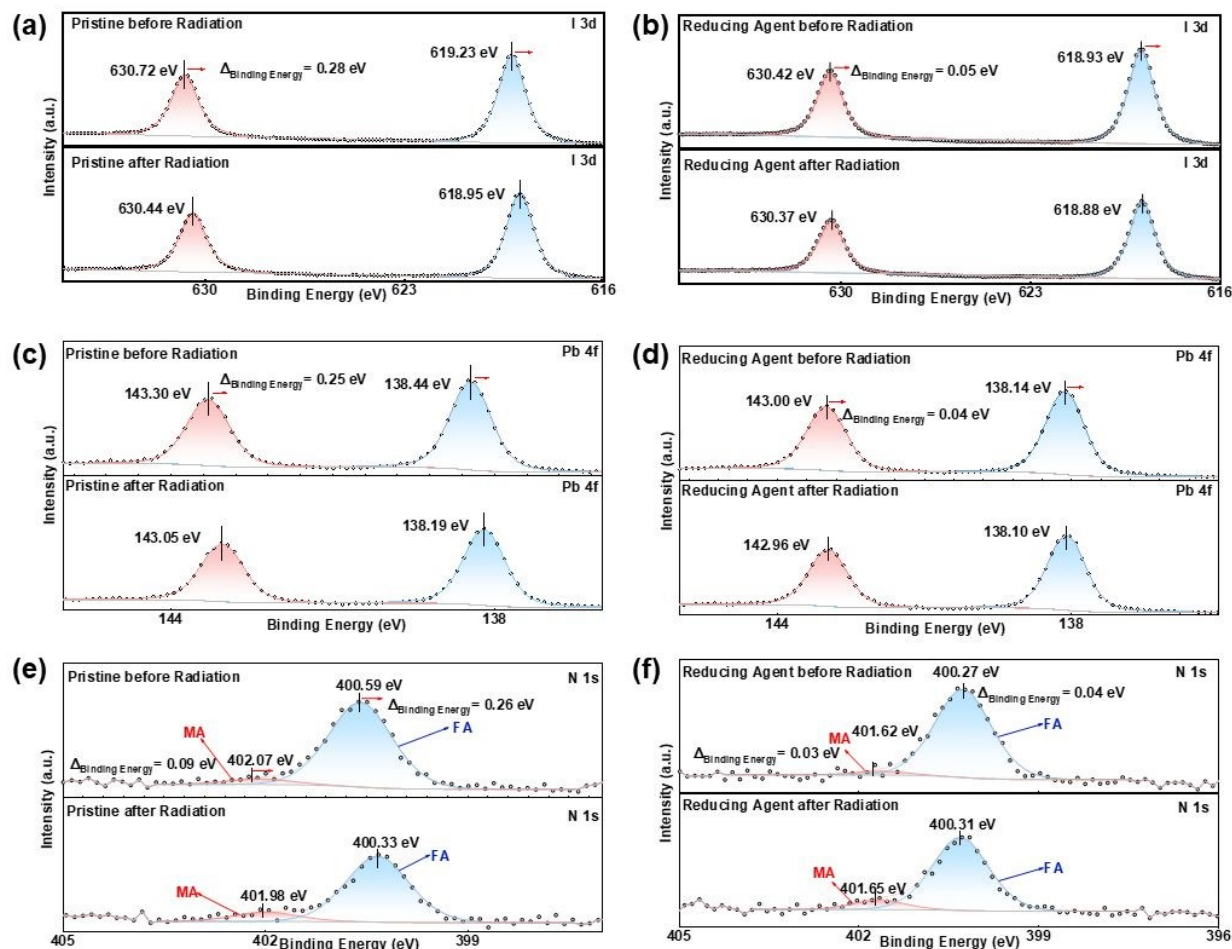 (a)
Pristine before Radiation
I 3d
630.72 eV
Δ Binding Energy = 0.28 eV
619.23 eV
Pristine after Radiation
I 3d
630.44 eV
618.95 eV
Intensity (a.u.)
630
623
616
Binding Energy (eV)
(b)
Reducing Agent before Radiation
I 3d
630.42 eV
Δ Binding Energy = 0.05 eV
618.93 eV
Reducing Agent after Radiation
I 3d
630.37 eV
618.88 eV
Intensity (a.u.)
630
623
616
Binding Energy (eV)
(c)
Pristine before Radiation
Pb 4f
143.30 eV
Δ Binding Energy = 0.25 eV
138.44 eV
Pristine after Radiation
Pb 4f
143.05 eV
138.19 eV
Intensity (a.u.)
144
138
Binding Energy (eV)
(d)
Reducing Agent before Radiation
Pb 4f
143.00 eV
Δ Binding Energy = 0.04 eV
138.14 eV
Reducing Agent after Radiation
Pb 4f
142.96 eV
138.10 eV
Intensity (a.u.)
144
138
Binding Energy (eV)
(e)
Pristine before Radiation
N 1s
400.59 eV
Δ Binding Energy = 0.26 eV
MA
FA
Δ Binding Energy = 0.09 eV
402.07 eV
Pristine after Radiation
N 1s
400.33 eV
MA
FA
401.98 eV
Intensity (a.u.)
405
402
399
Binding Energy (eV)
(f)
Reducing Agent before Radiation
N 1s
400.27 eV
Δ Binding Energy = 0.04 eV
401.62 eV
MA
FA
Δ Binding Energy = 0.03 eV
Reducing Agent after Radiation
N 1s
400.31 eV
MA
FA
401.65 eV
Intensity (a.u.)
405
402
399
396
Binding Energy (eV)